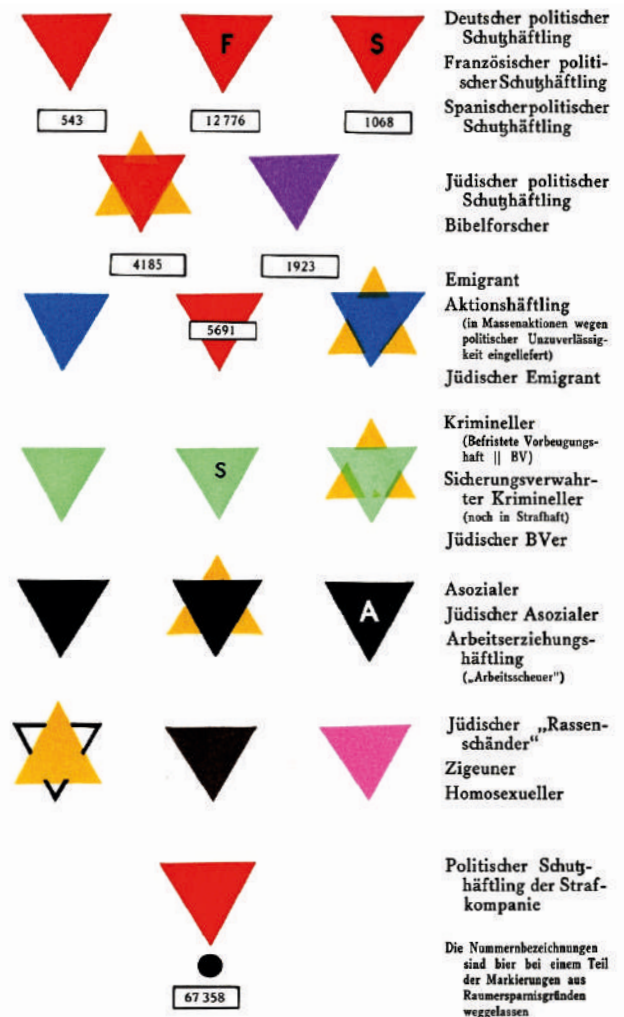 F
S
Deutscher politischer
Schutzhäftling
Französischer politi-
scher Schutzhäftling
Spanischer politischer
Schutzhäftling
543
12 776
1068
Jüdischer politischer
Schutzhäftling
Bibelforscher
4185
1923
Emigrant
Aktionshäftling
(in Massenaktionen wegen
politischer Unzuverlässig-
keit eingeliefert)
Jüdischer Emigrant
5691
Krimineller
(Befristete Vorbeugungs-
haft || BV)
Sicherungsverwahr-
ter Krimineller
(noch in Strafhaft)
Jüdischer BVer
S
Asozialer
Jüdischer Asozialer
Arbeitserziehungs-
häftling
(„Arbeitsscheuer“)
A
Jüdischer „Rassen-
schänder“
Zigeuner
Homosexueller
Politischer Schutz-
häftling der Straf-
kompanie
67 358
Die Nummernbezeichnungen
sind bier bei einem Teil
der Markierungen aus
Raumersparnisgründen
weggelassen